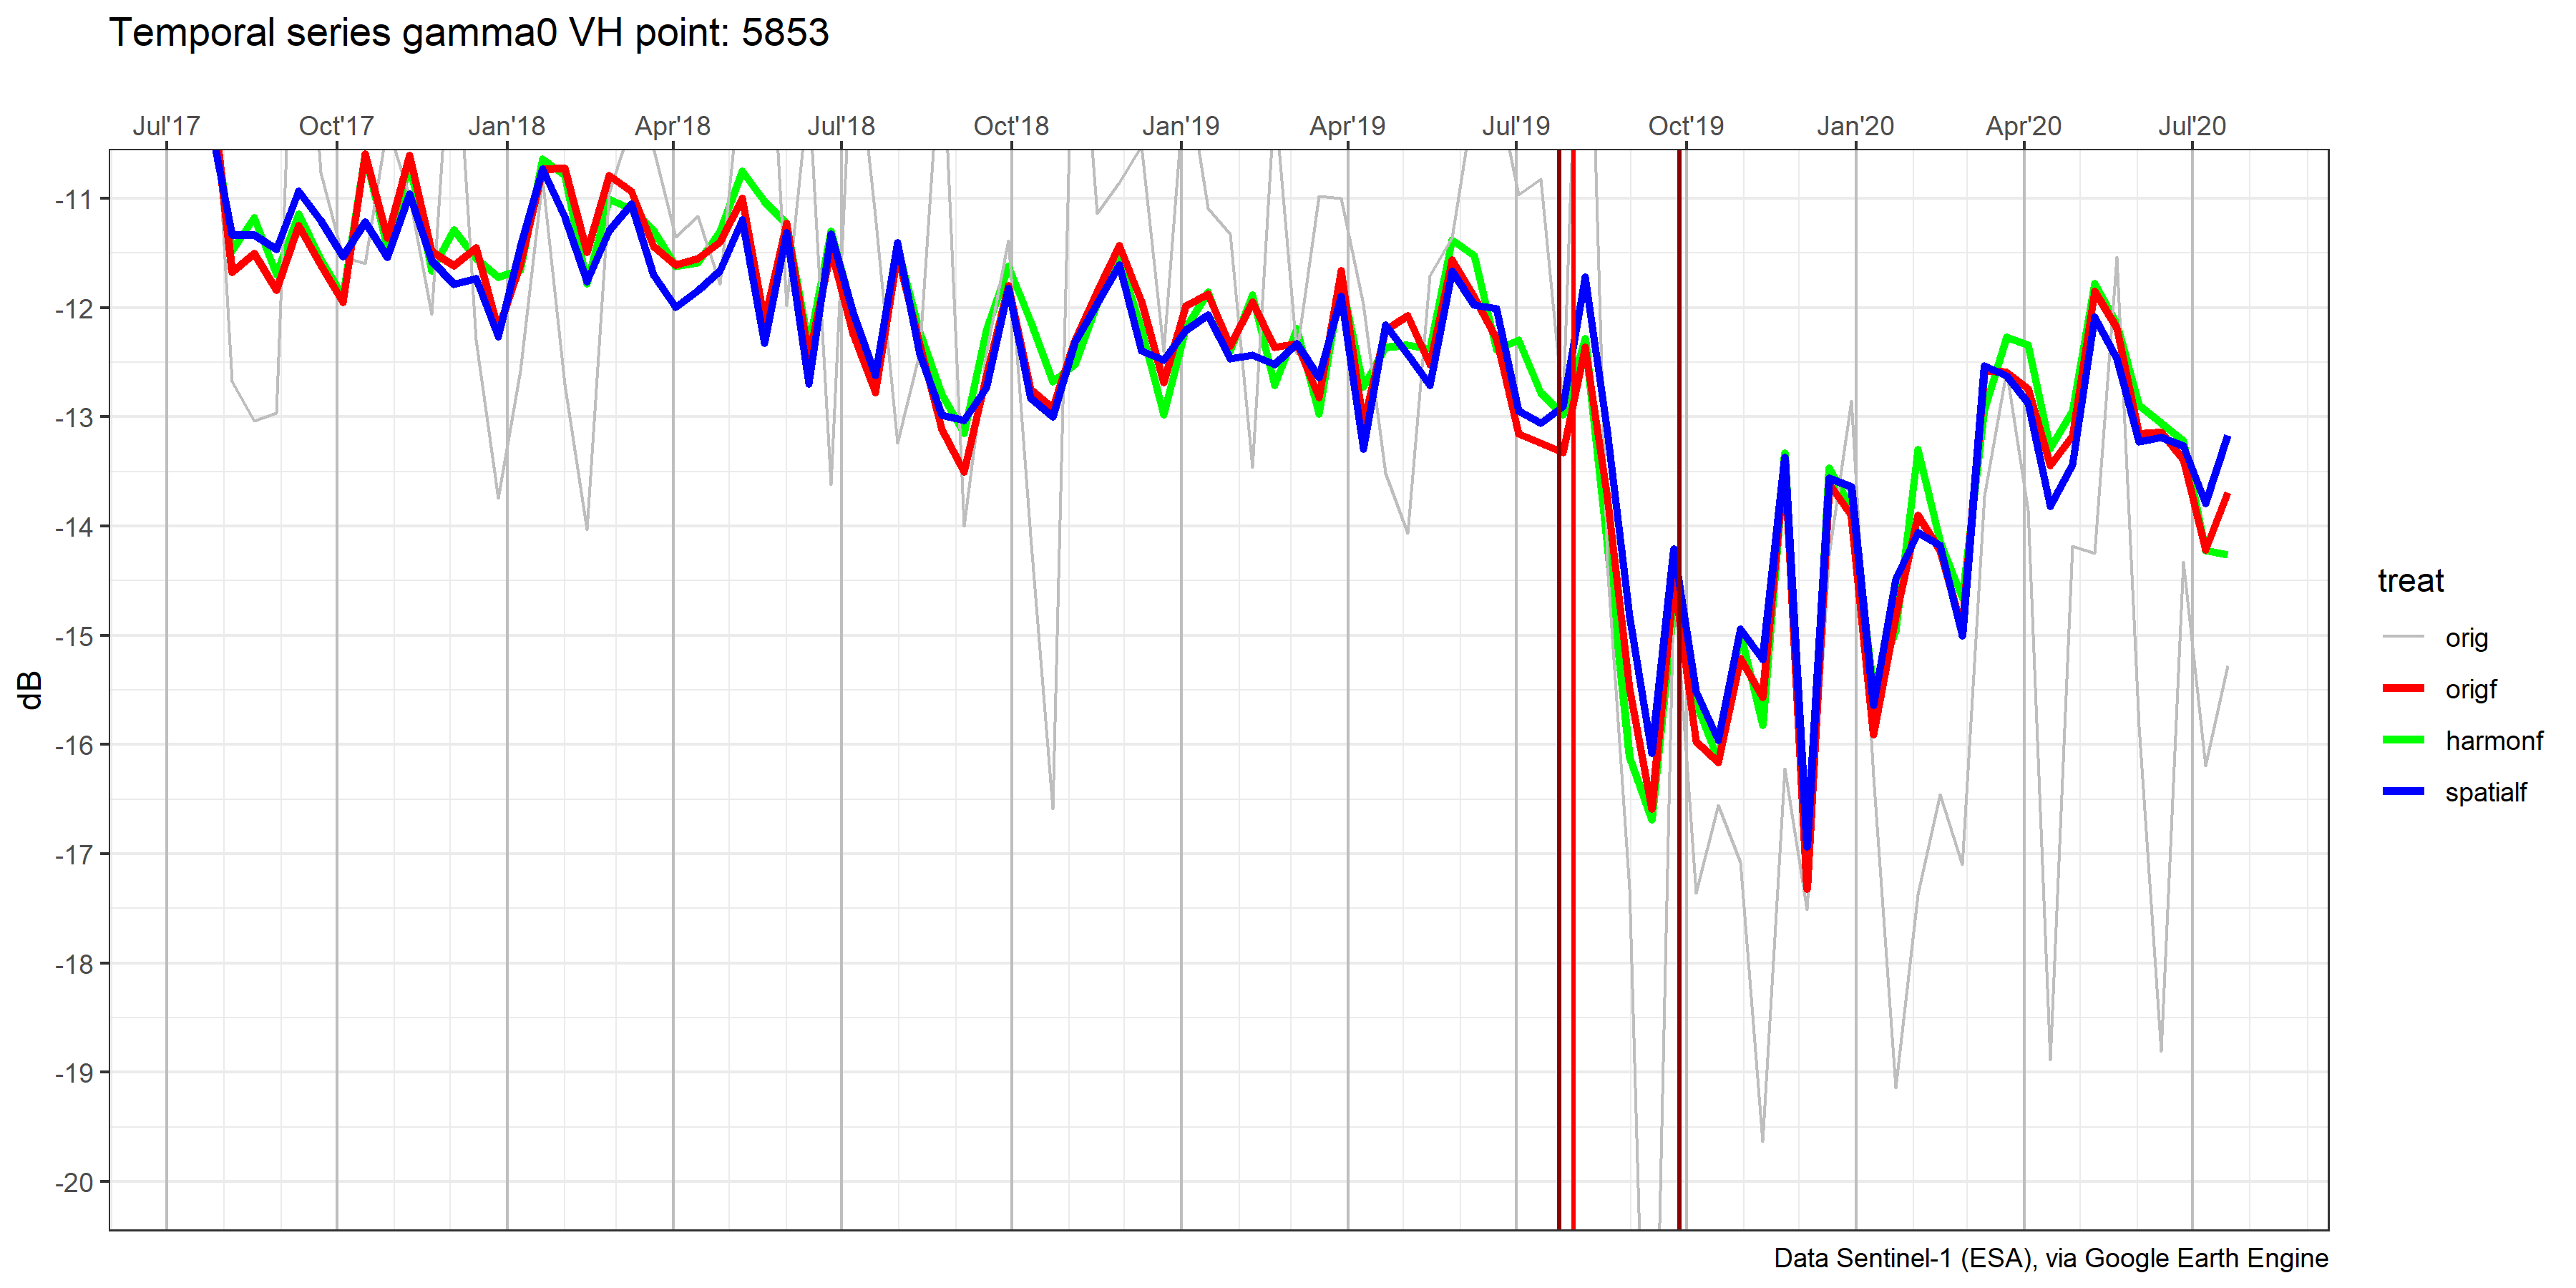 Temporal series gamma0 VH point: 5853
Jul'17 Oct'17 Jan'18 Apr'18 Jul'18 Oct'18 Jan'19 Apr'19 Jul'19 Oct'19 Jan'20 Apr'20 Jul'20
-11
-12
-13
-14
-15
-16
-17
-18
-19
-20
dB
treat
orig
origf
harmonf
spatialf
Data Sentinel-1 (ESA), via Google Earth Engine